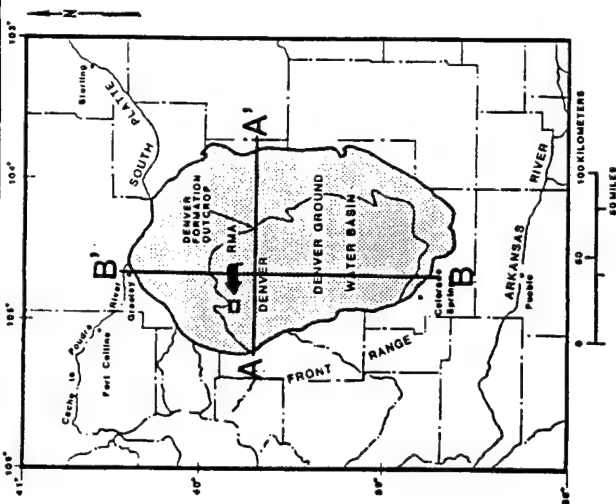 N
103°
Sterling
SOUTH
PLATTE
104°
A'
DENVER
FORMATION
OUTCROP
B'
RMA
DENVER
DENVER GROUND
WATER BASIN
B
River
Greeley
105°
Cache la Poudre
Fort Collins
A
FRONT
RANGE
Colorado
Springs
ARKANSAS
RIVER
Pueblo
106°
41°
40°
39°
38°
0
50
100 KILOMETERS
50 MILES